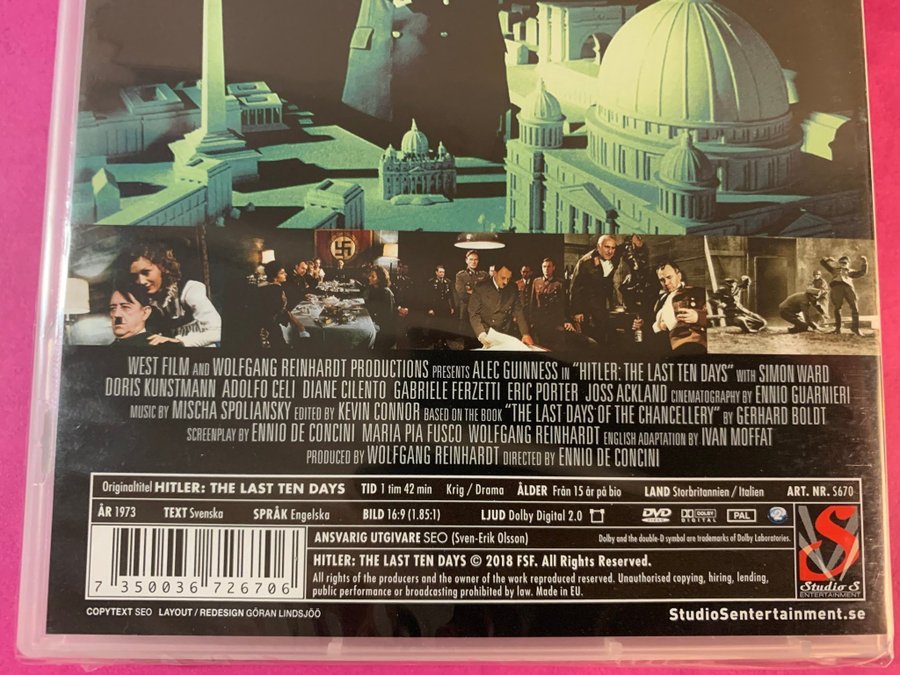 WEST FILM AND WOLFGANG REINHARDT PRODUCTIONS PRESENTS ALEC GUINNESS IN "HITLER: THE LAST TEN DAYS" WITH SIMON WARD
DORIS KUNSTMANN ADOLFO CELI DIANE CILENTO GABRIELE FERZETTI ERIC PORTER JOSS ACKLAND CINEMATOGRAPHY BY ENNIO GUARNIERI
MUSIC BY MISCHA SPOLIANSKY EDITED BY KEVIN CONNOR BASED ON THE BOOK "THE LAST DAYS OF THE CHANCELLERY" BY GERHARD BOLDT
SCREENPLAY BY ENNIO DE CONCINI MARIA PIA FUSCO WOLFGANG REINHARDT ENGLISH ADAPTATION BY IVAN MOFFAT
PRODUCED BY WOLFGANG REINHARDT DIRECTED BY ENNIO DE CONCINI
Originaltitel HITLER: THE LAST TEN DAYS TID 1 tim 42 min Krig / Drama ÅLDER Från 15 år på bio LAND Storbritannien / Italien ART. NR. S670
ÅR 1973 TEXT Svenska SPRÅK Engelska BILD 16:9 (1.85:1) LJUD Dolby Digital 2.0 DVD VIDEO DOLBY DIGITAL PAL 2
ANSVARIG UTGIVARE SEO (Sven-Erik Olsson) Dolby and the double-D symbol are trademarks of Dolby Laboratories.
HITLER: THE LAST TEN DAYS © 2018 FSF. All Rights Reserved.
All rights of the producers and the owner of the work reproduced reserved. Unauthorised copying, hiring, lending,
public performance or broadcasting prohibited by law. Made in EU.
7 350036 726706
S
Studio S
ENTERTAINMENT
COPYTEXT SEO LAYOUT / REDESIGN GÖRAN LINDSJÖÖ
StudioSentertainment.se